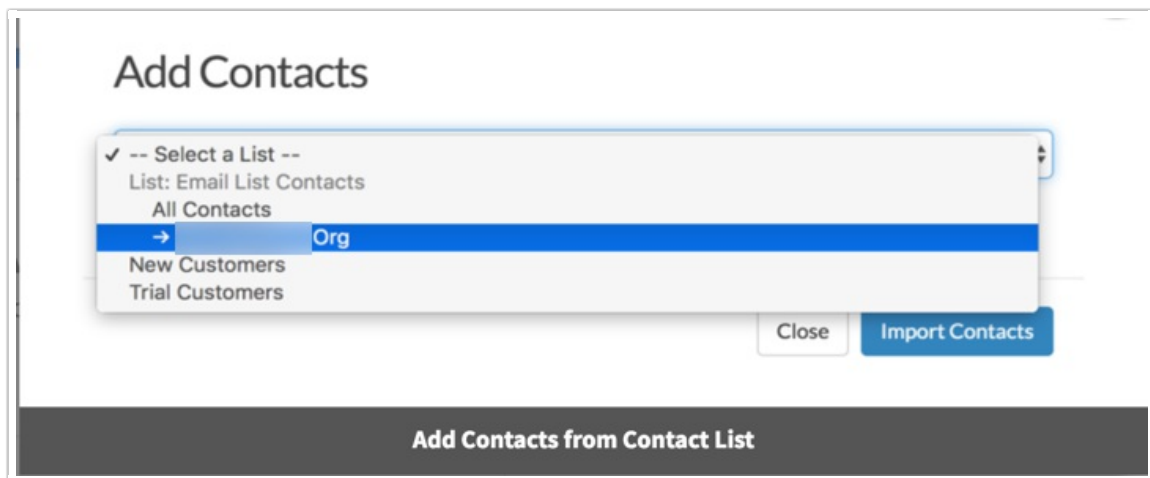 Add Contacts
✓ -- Select a List --
List: Email List Contacts
All Contacts
→ Org
New Customers
Trial Customers
Close
Import Contacts
Add Contacts from Contact List